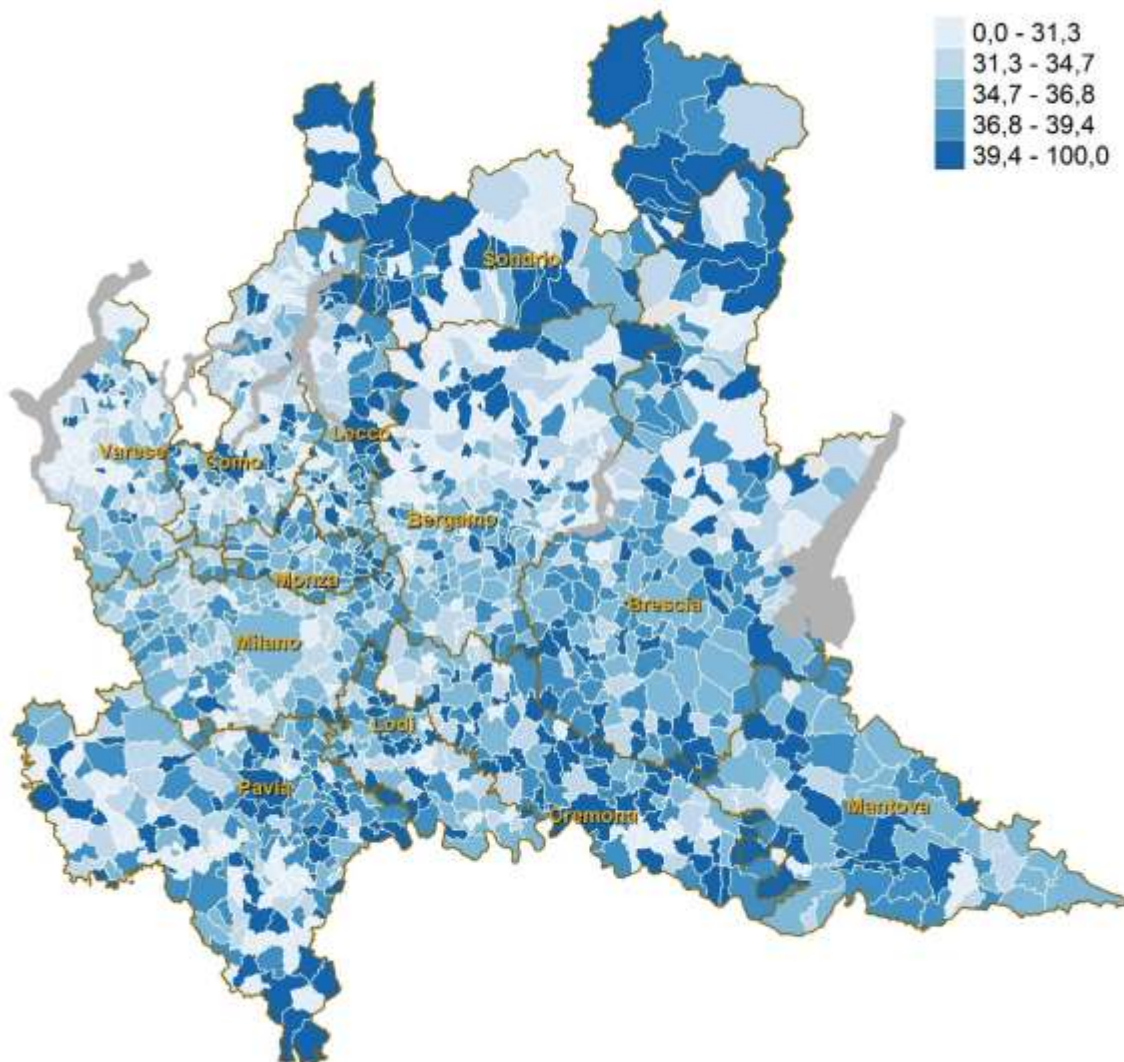 0,0 - 31,3
31,3 - 34,7
34,7 - 36,8
36,8 - 39,4
39,4 - 100,0
Sondrio
Lecco
Varese
Como
Bergamo
Monza
Brescia
Milano
Lodi
Pavia
Mantova
Cremona